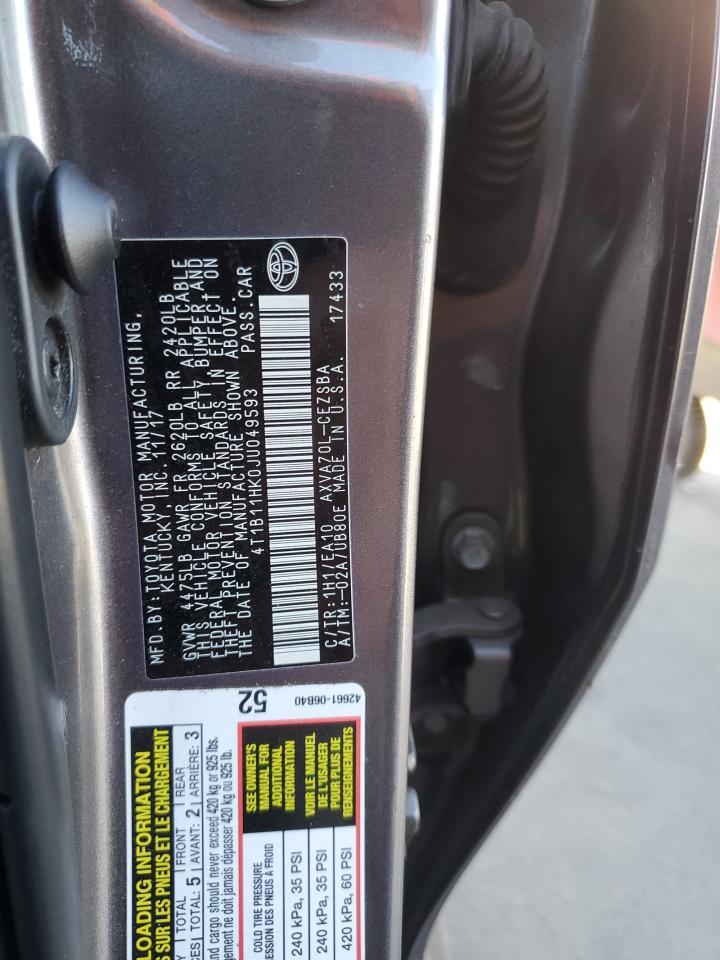 MFD.BY:TOYOTA MOTOR MANUFACTURING,
KENTUCKY, INC. 11/17
GVWR 4475LB GAWR FR 2620LB RR 2420LB
THIS VEHICLE CONFORMS TO ALL APPLICABLE
FEDERAL MOTOR VEHICLE SAFETY, BUMPER, AND
THEFT PREVENTION STANDARDS IN EFFECT ON
THE DATE OF MANUFACTURE SHOWN ABOVE.
4T1B11HK0JU049593 PASS.CAR
C/TR:1H1/EA10 AXVA70L-CEZSBA
A/TM:-02A/UB80E MADE IN U.S.A. 17433
LOADING INFORMATION
SUR LES PNEUS ET LE CHARGEMENT
TOTAL FRONT REAR
TOTAL: 5 AVANT: 2 ARRIÈRE: 3
and cargo should never exceed 420 kg or 925 lbs.
ne doit jamais dépasser 420 kg ou 925 lb.
52
42661-06B40
SEE OWNER'S
MANUAL FOR
ADDITIONAL
INFORMATION
VOIR LE MANUEL
DE L'USAGER
POUR PLUS DE
RENSEIGNEMENTS
COLD TIRE PRESSURE
DES PNEUS À FROID
240 kPa, 35 PSI
240 kPa, 35 PSI
420 kPa, 60 PSI